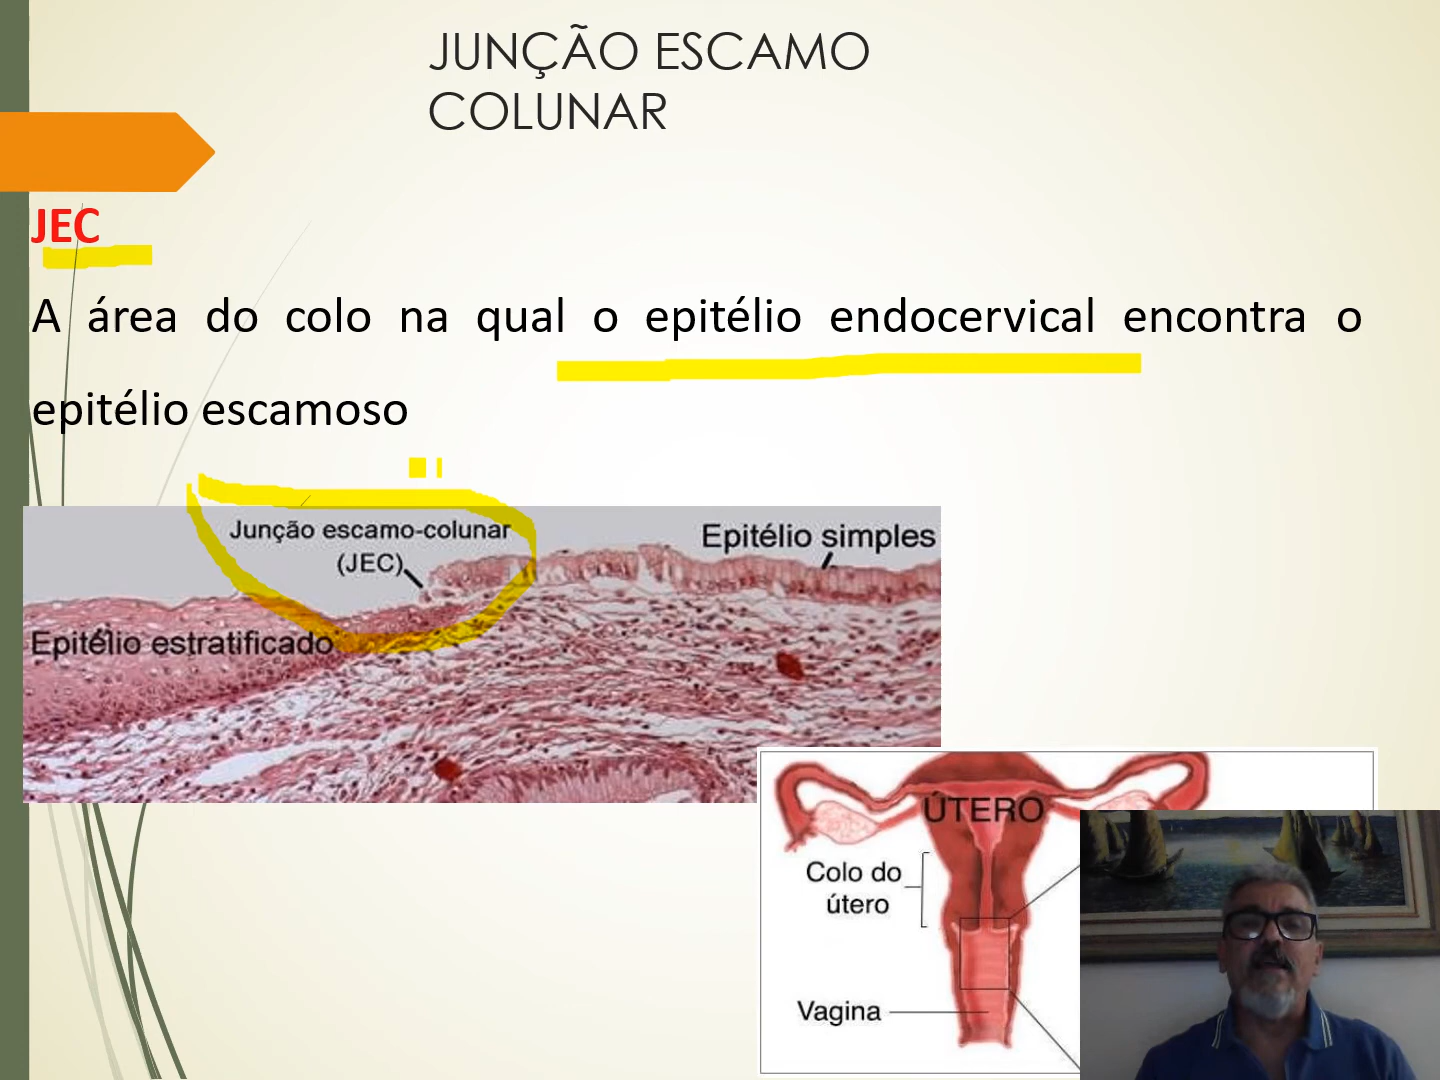 JUNÇÃO ESCAMO
COLUNAR
JEC
A área do colo na qual o epitélio endocervical encontra o
epitélio escamoso
Junção escamo-colunar
(JEC)
Epitélio simples
Epitélio estratificado
ÚTERO
Colo do
útero
Vagina